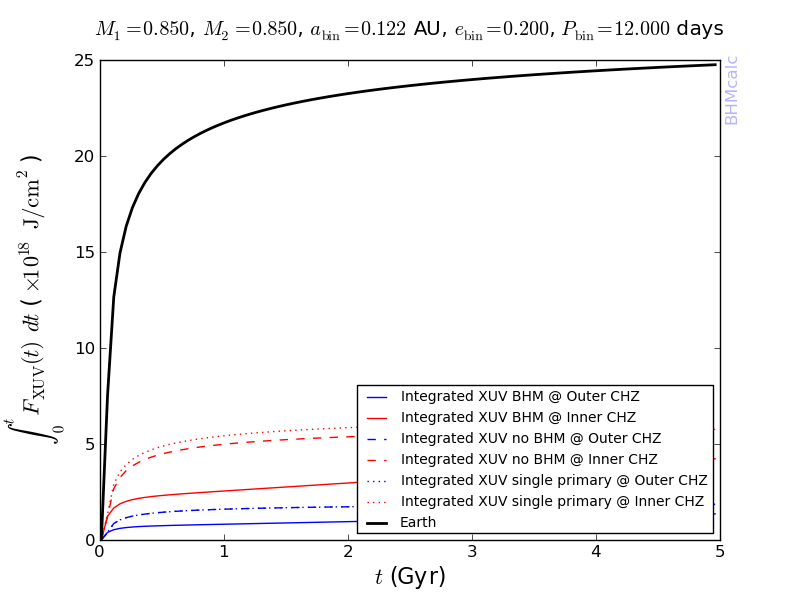 M₁ = 0.850, M₂ = 0.850, a_bin = 0.122 AU, e_bin = 0.200, P_bin = 12.000 days
BHMcalc
25
20
15
10
5
0
∫₀ᵗ F_XUV(t) dt ( ×10¹⁸ J/cm² )
Integrated XUV BHM @ Outer CHZ
Integrated XUV BHM @ Inner CHZ
Integrated XUV no BHM @ Outer CHZ
Integrated XUV no BHM @ Inner CHZ
Integrated XUV single primary @ Outer CHZ
Integrated XUV single primary @ Inner CHZ
Earth
0 1 2 3 4 5
t (Gyr)